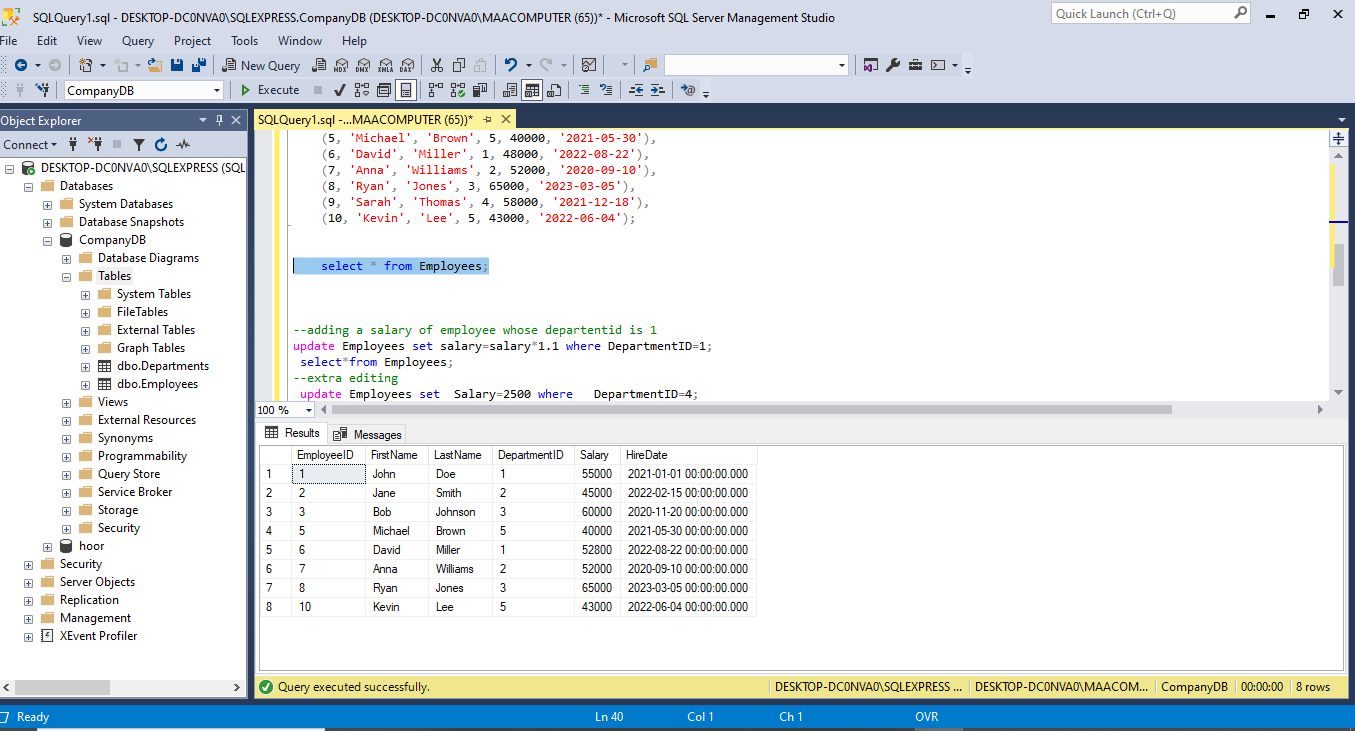 SQLQuery1.sql - DESKTOP-DC0NVA0\SQLEXPRESS.CompanyDB (DESKTOP-DC0NVA0\MAACOMPUTER (65))* - Microsoft SQL Server Management Studio
Quick Launch (Ctrl+Q)
File Edit View Query Project Tools Window Help
New Query MDX DMX XMLA DAX
CompanyDB Execute
Object Explorer
SQLQuery1.sql -...MAACOMPUTER (65))*
Connect
DESKTOP-DC0NVA0\SQLEXPRESS (SQL
Databases
System Databases
Database Snapshots
CompanyDB
Database Diagrams
Tables
System Tables
FileTables
External Tables
Graph Tables
dbo.Departments
dbo.Employees
Views
External Resources
Synonyms
Programmability
Query Store
Service Broker
Storage
Security
hoor
Security
Server Objects
Replication
Management
XEvent Profiler
(5, 'Michael', 'Brown', 5, 40000, '2021-05-30'),
(6, 'David', 'Miller', 1, 48000, '2022-08-22'),
(7, 'Anna', 'Williams', 2, 52000, '2020-09-10'),
(8, 'Ryan', 'Jones', 3, 65000, '2023-03-05'),
(9, 'Sarah', 'Thomas', 4, 58000, '2021-12-18'),
(10, 'Kevin', 'Lee', 5, 43000, '2022-06-04');
select * from Employees;
--adding a salary of employee whose departentid is 1
update Employees set salary=salary*1.1 where DepartmentID=1;
select*from Employees;
--extra editing
update Employees set Salary=2500 where DepartmentID=4;
100 %
Results Messages
EmployeeID FirstName LastName DepartmentID Salary HireDate
1 1 John Doe 1 55000 2021-01-01 00:00:00.000
2 2 Jane Smith 2 45000 2022-02-15 00:00:00.000
3 3 Bob Johnson 3 60000 2020-11-20 00:00:00.000
4 5 Michael Brown 5 40000 2021-05-30 00:00:00.000
5 6 David Miller 1 52800 2022-08-22 00:00:00.000
6 7 Anna Williams 2 52000 2020-09-10 00:00:00.000
7 8 Ryan Jones 3 65000 2023-03-05 00:00:00.000
8 10 Kevin Lee 5 43000 2022-06-04 00:00:00.000
Query executed successfully. DESKTOP-DC0NVA0\SQLEXPRESS ... DESKTOP-DC0NVA0\MAACOM... CompanyDB 00:00:00 8 rows
Ready Ln 40 Col 1 Ch 1 OVR